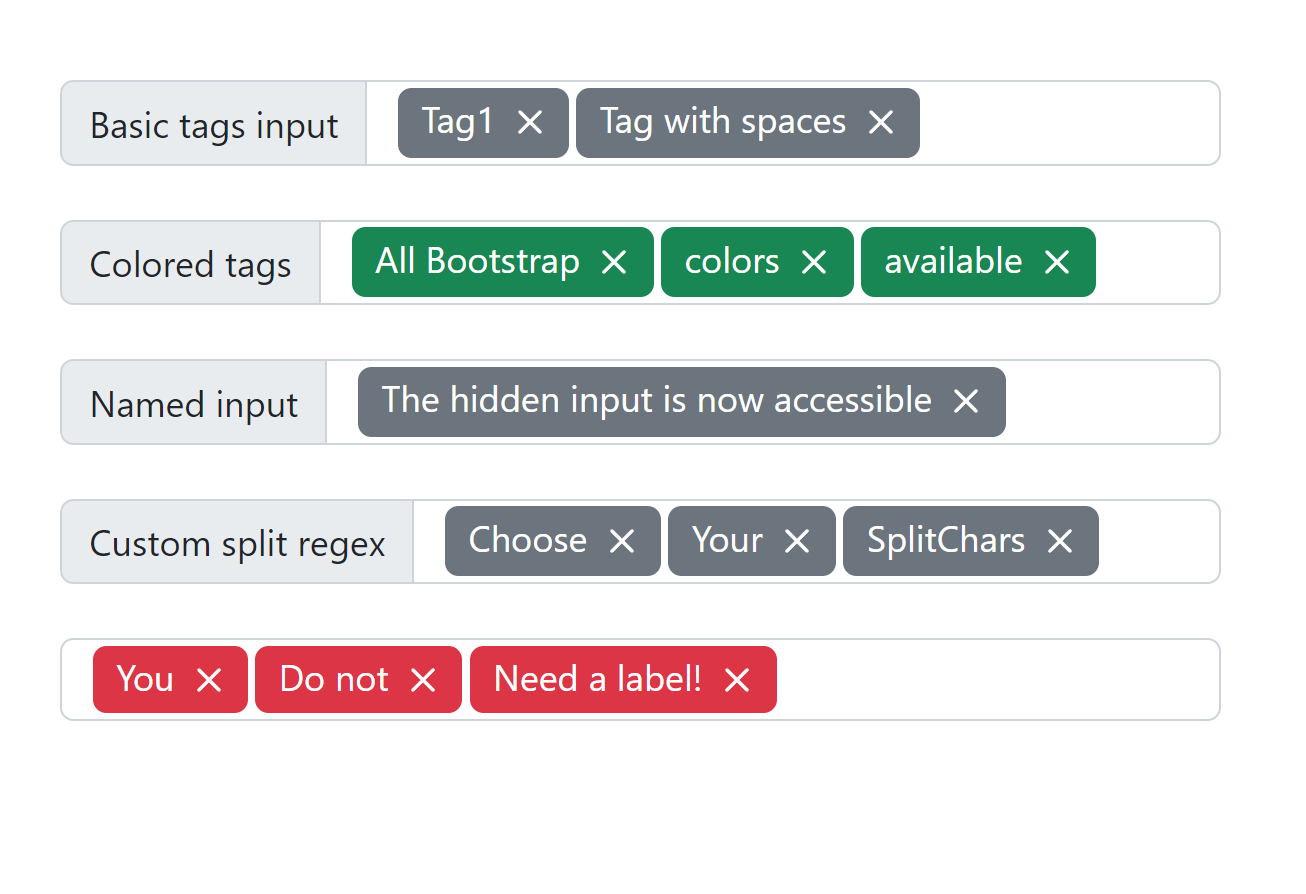 Basic tags input Tag1 Tag with spaces
Colored tags All Bootstrap colors available
Named input The hidden input is now accessible
Custom split regex Choose Your SplitChars
You Do not Need a label!